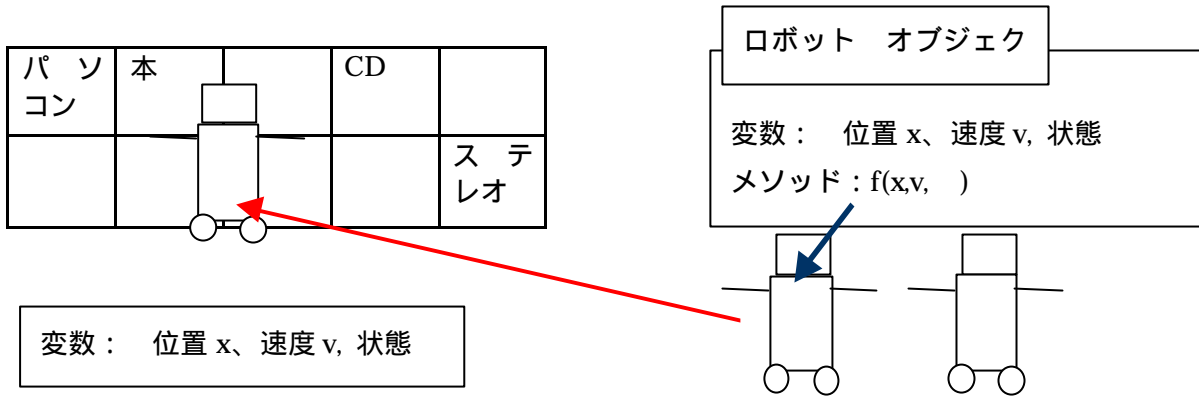 パソ
コン
本
CD
ステ
レオ
変数： 位置 x、速度 v, 状態
ロボット オブジェク
変数： 位置 x、速度 v, 状態
メソッド：f(x,v, )